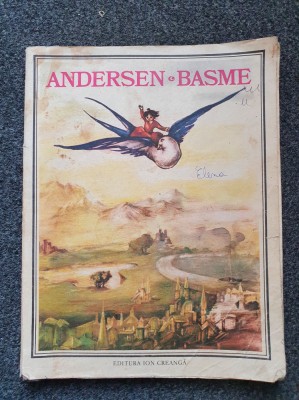 ANDERSEN • BASME
Elena
EDITURA ION CREANGĂ